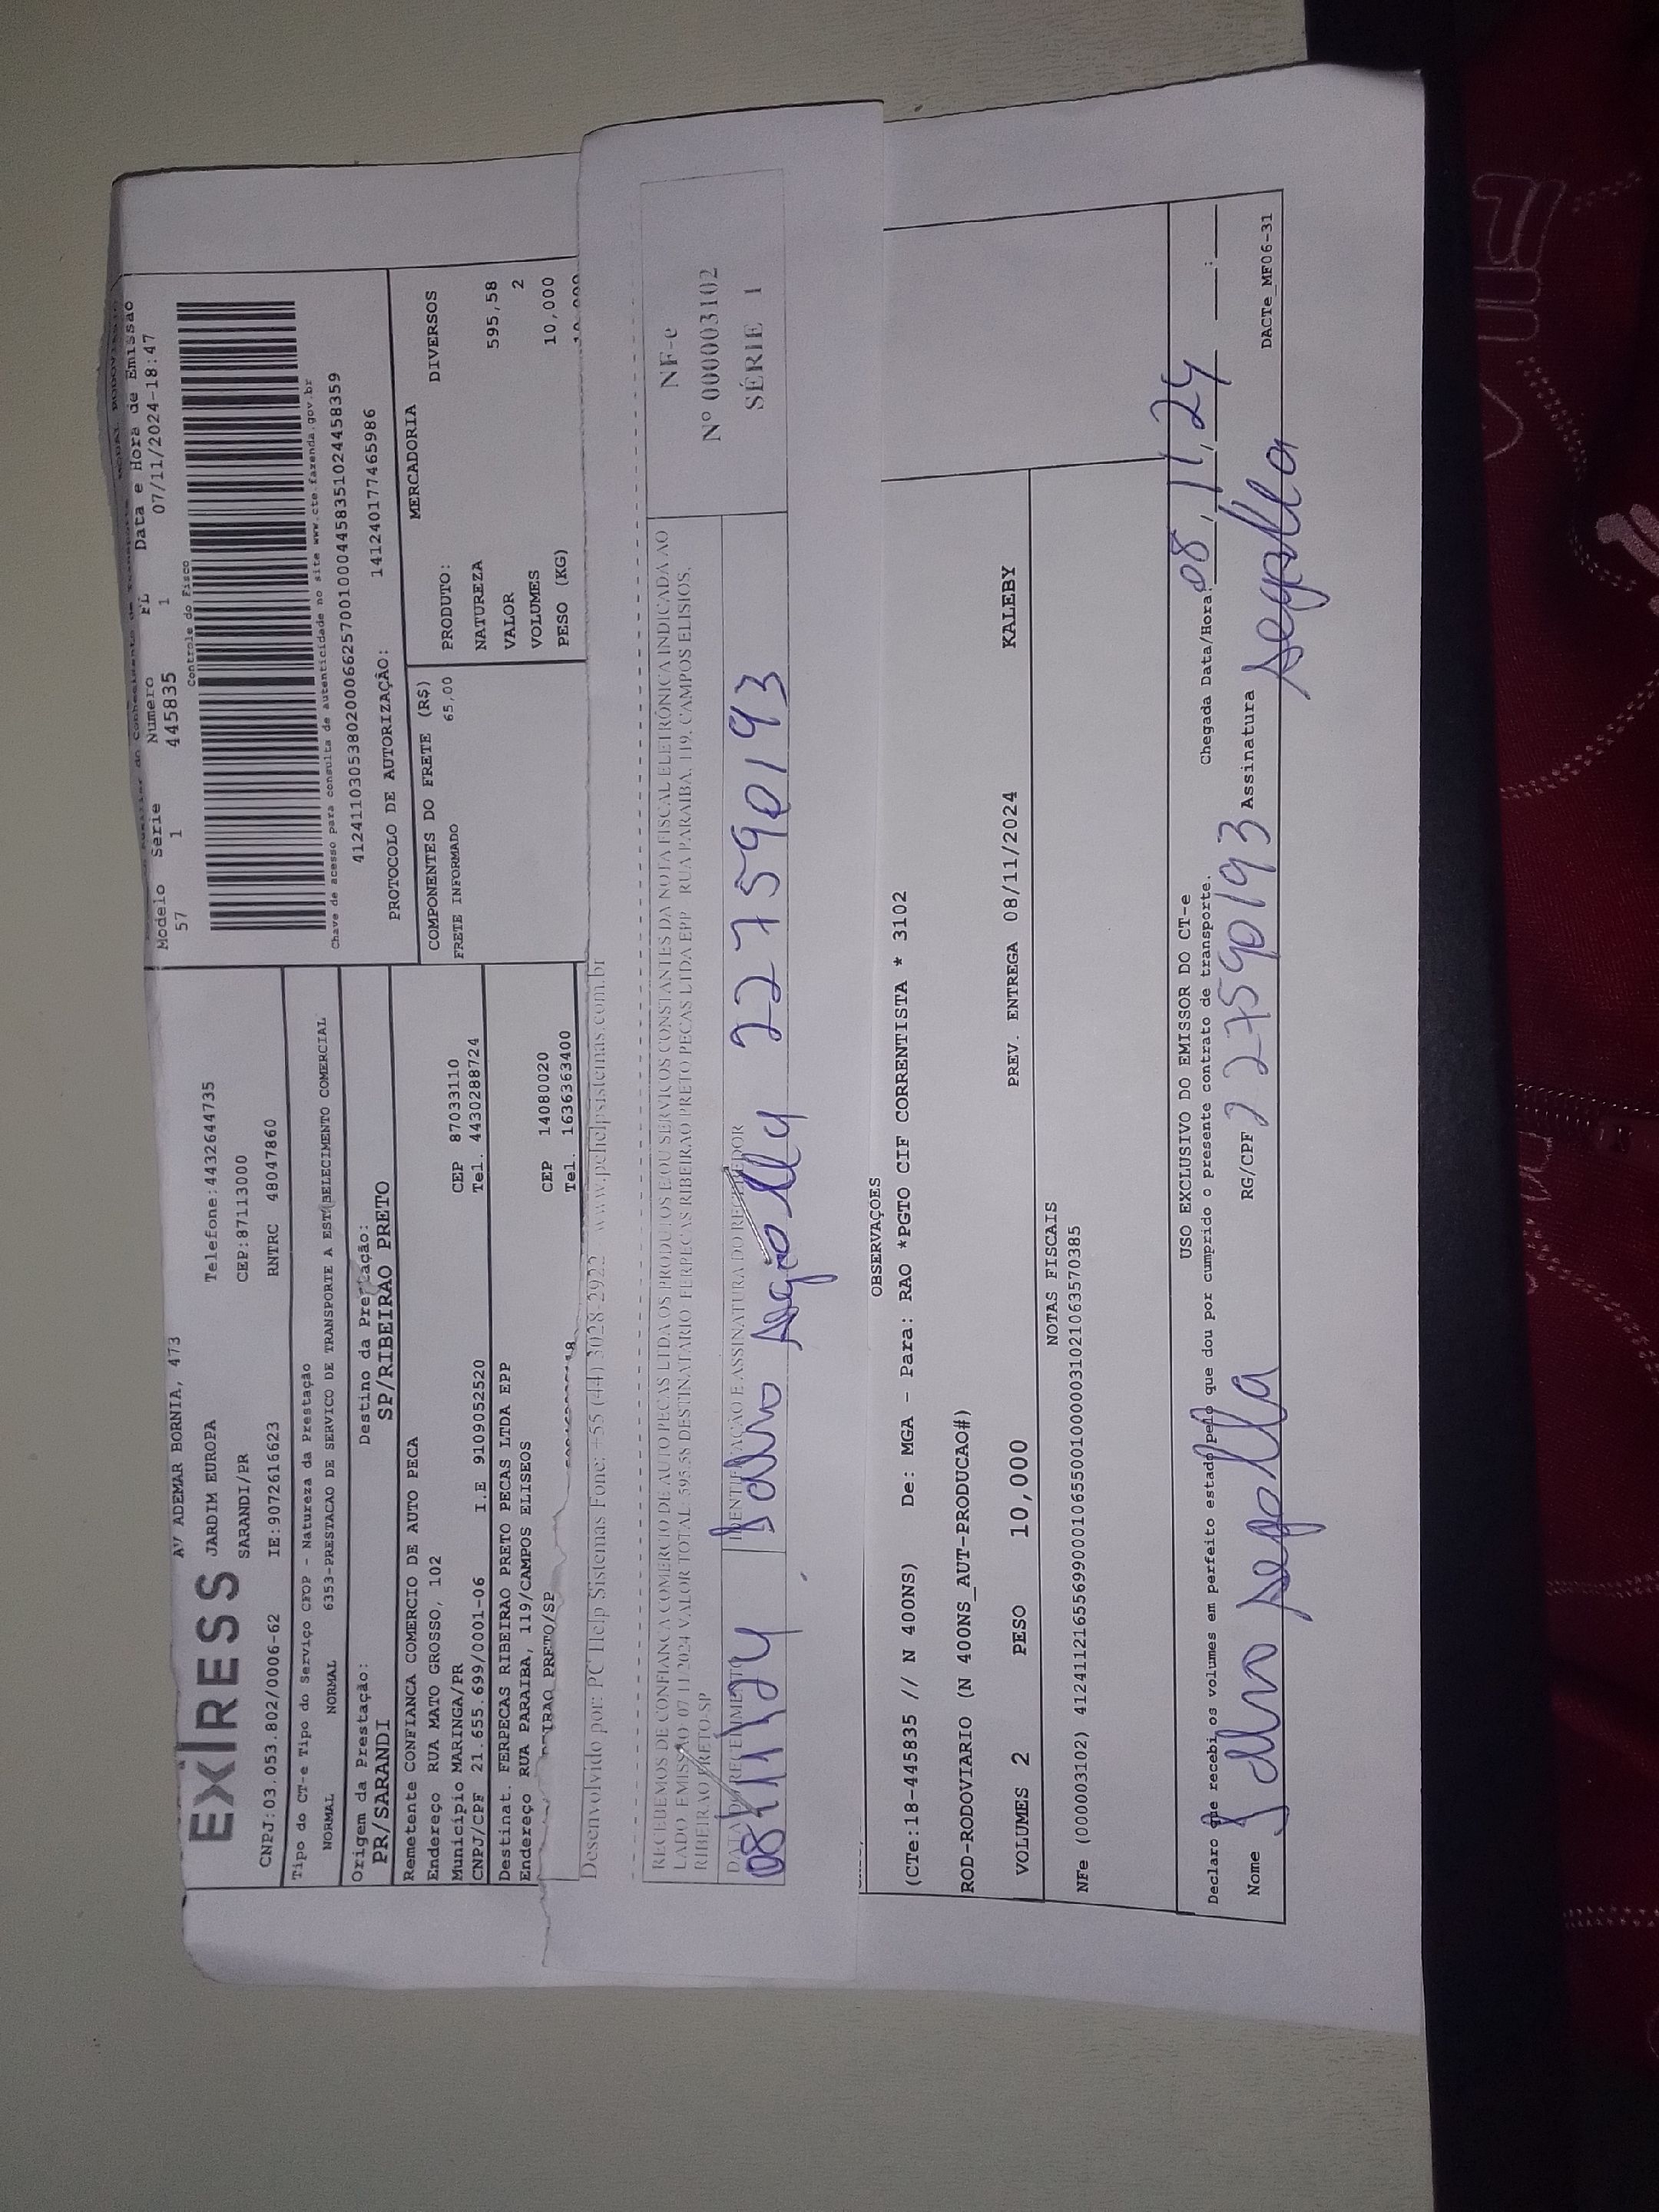 EXIRESS
AV ADEMAR BORNIA, 473
JARDIM EUROPA Telefone:4432644735
SARANDI/PR CEP:87113000
CNPJ:03.053.802/0006-62 IE:9072616623 RNTRC 48047860
Tipo do CT-e Tipo do Serviço CFOP - Natureza da Prestação
NORMAL NORMAL 6353-PRESTACAO DE SERVICO DE TRANSPORTE A ESTABELECIMENTO COMERCIAL
Origem da Prestação: Destino da Prestação:
PR/SARANDI SP/RIBEIRAO PRETO
Remetente CONFIANCA COMERCIO DE AUTO PECA
Endereço RUA MATO GROSSO, 102
Município MARINGA/PR CEP 87033110
CNPJ/CPF 21.655.699/0001-06 I.E 9109052520 Tel. 4430288724
Destinat. FERPECAS RIBEIRAO PRETO PECAS LTDA EPP
Endereço RUA PARAIBA, 119/CAMPOS ELISEOS
PRETO/SP CEP 14080020
Tel. 1636363400
Modelo Série Numero FL Data e Hora de Emissão
57 1 445835 1 07/11/2024-18:47
Controle do Fisco
Chave de acesso para consulta de autenticidade no site www.cte.fazenda.gov.br
41241103053802000662570010004458351024458359
PROTOCOLO DE AUTORIZAÇÃO: 141240177465986
COMPONENTES DO FRETE (R$)
FRETE INFORMADO 65,00
MERCADORIA
PRODUTO: DIVERSOS
NATUREZA
VALOR 595,58
VOLUMES 2
PESO (KG) 10,000
Desenvolvido por: PC Help Sistemas Fone: +55 (44) 3028-2922 www.pchelpsistemas.com.br
RECEBEMOS DE CONFIANCA COMERCIO DE AUTO PECAS LTDA OS PRODUTOS E/OU SERVICOS CONSTANTES DA NOTA FISCAL ELETRÔNICA INDICADA AO
LADO EMISSAO: 07/11/2024 VALOR TOTAL: 595,58 DESTINATARIO: FERPECAS RIBEIRAO PRETO PECAS LTDA EPP - RUA PARAIBA, 119, CAMPOS ELISIOS,
RIBEIRAO PRETO-SP
DATA DO RECEBIMENTO IDENTIFICAÇÃO E ASSINATURA DO RECEBEDOR
08/11/24 227590193
NF-e
Nº 000003102
SÉRIE 1
OBSERVAÇOES
(CTe:18-445835 // N 400NS) De: MGA - Para: RAO *PGTO CIF CORRENTISTA * 3102
ROD-RODOVIARIO (N 400NS_AUT-PRODUCAO#)
VOLUMES 2 PESO 10,000 PREV. ENTREGA 08/11/2024 KALEBY
NOTAS FISCAIS
NFe (000003102) 41241121655699000106550010000031021063570385
USO EXCLUSIVO DO EMISSOR DO CT-e
Declaro que recebi os volumes em perfeito estado pelo que dou por cumprido o presente contrato de transporte. Chegada Data/Hora: 08/11/24 ___:___
Nome RG/CPF 227590193 Assinatura
DACTe_MF06-31